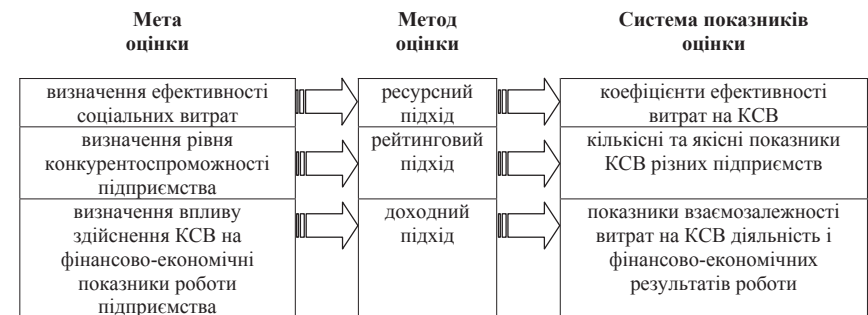 Мета
оцінки
Метод
оцінки
Система показників
оцінки
визначення ефективності
соціальних витрат
ресурсний
підхід
коефіцієнти ефективності
витрат на КСВ
визначення рівня
конкурентоспроможності
підприємства
рейтинговий
підхід
кількісні та якісні показники
КСВ різних підприємств
визначення впливу
здійснення КСВ на
фінансово-економічні
показники роботи
підприємства
доходний
підхід
показники взаємозалежності
витрат на КСВ діяльність і
фінансово-економічних
результатів роботи